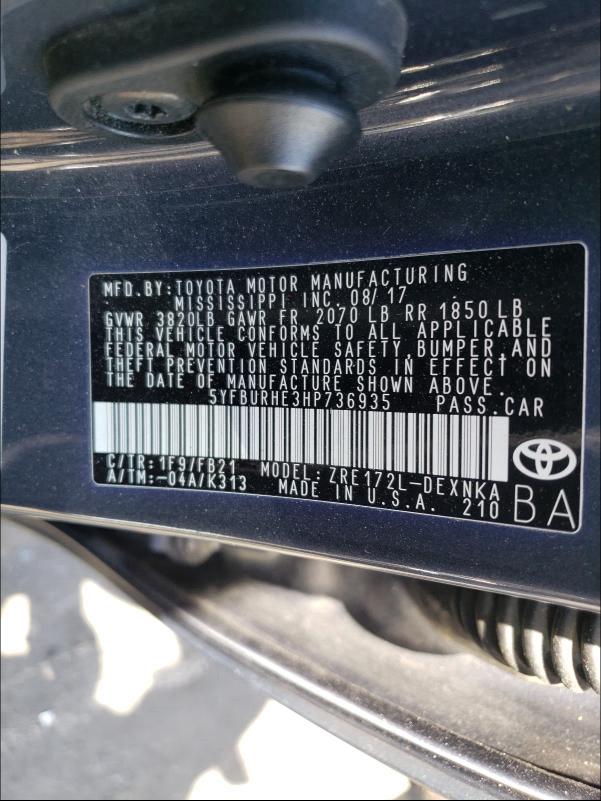 MFD.BY:TOYOTA MOTOR MANUFACTURING
MISSISSIPPI INC. 08/17
GVWR 3820LB GAWR FR 2070 LB RR 1850 LB
THIS VEHICLE CONFORMS TO ALL APPLICABLE
FEDERAL MOTOR VEHICLE SAFETY,BUMPER,AND
THEFT PREVENTION STANDARDS IN EFFECT ON
THE DATE OF MANUFACTURE SHOWN ABOVE.
5YFBURHE3HP736935 PASS.CAR
C/TR:1F9/FB21 MODEL:ZRE172L-DEXNKA
A/TM:-04A/K313 MADE IN U.S.A. 210
BA